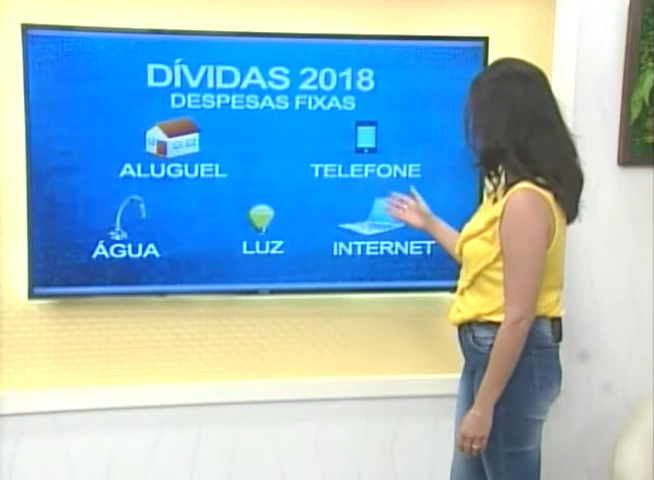 DÍVIDAS 2018
DESPESAS FIXAS
ALUGUEL
TELEFONE
ÁGUA
LUZ
INTERNET